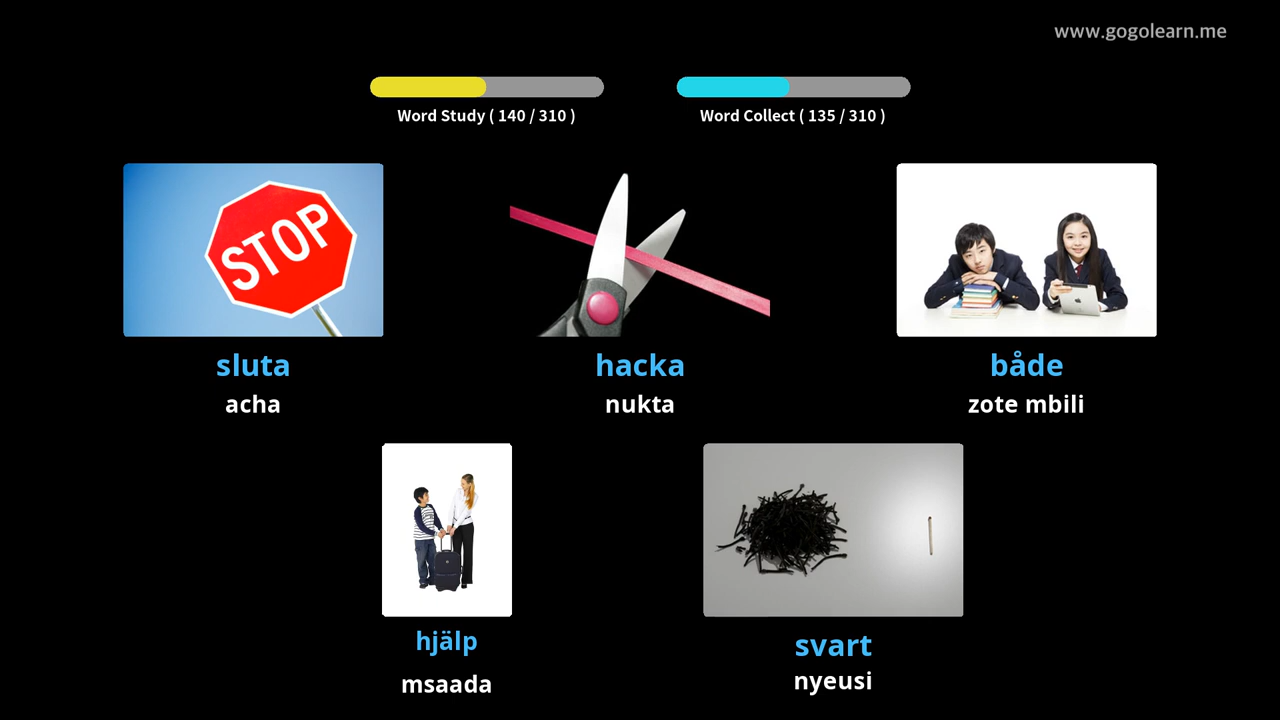 www.gogolearn.me
Word Study ( 140 / 310 )
Word Collect ( 135 / 310 )
STOP
sluta
acha
hacka
nukta
både
zote mbili
hjälp
msaada
svart
nyeusi